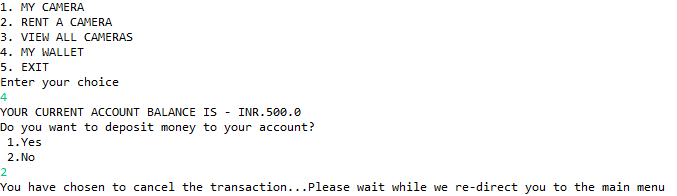 1. MY CAMERA
2. RENT A CAMERA
3. VIEW ALL CAMERAS
4. MY WALLET
5. EXIT
Enter your choice
4
YOUR CURRENT ACCOUNT BALANCE IS - INR.500.0
Do you want to deposit money to your account?
1.Yes
2.No
2
You have chosen to cancel the transaction...Please wait while we re-direct you to the main menu